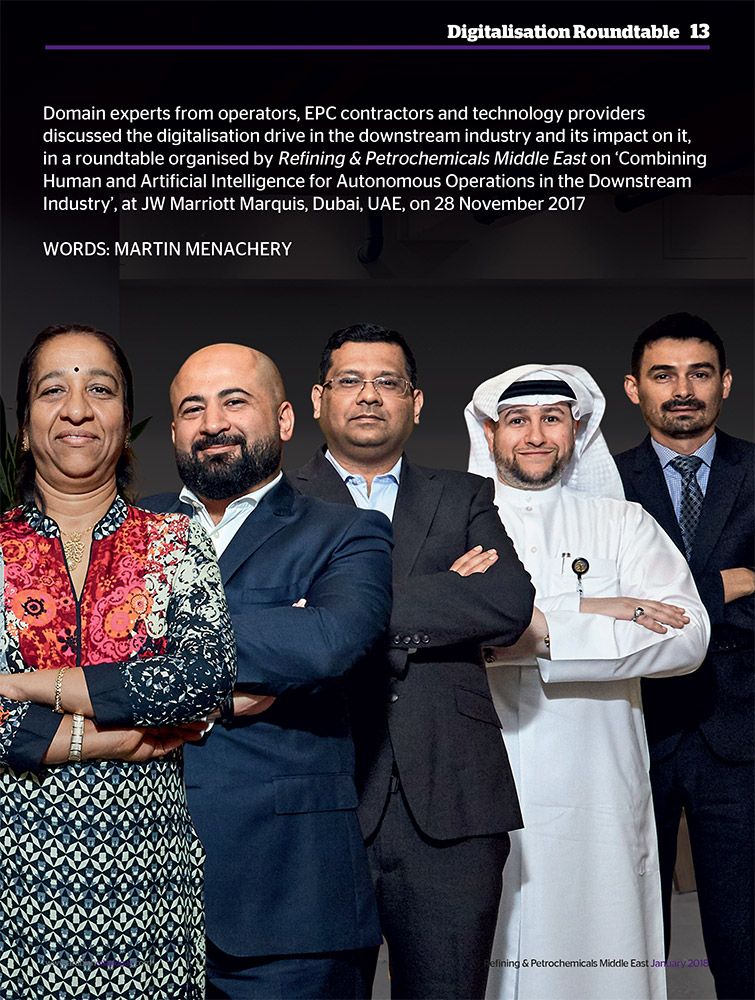 Digitalisation Roundtable 13
Domain experts from operators, EPC contractors and technology providers
discussed the digitalisation drive in the downstream industry and its impact on it,
in a roundtable organised by Refining & Petrochemicals Middle East on ‘Combining
Human and Artificial Intelligence for Autonomous Operations in the Downstream
Industry’, at JW Marriott Marquis, Dubai, UAE, on 28 November 2017
WORDS: MARTIN MENACHERY
Refining & Petrochemicals Middle East January 2018